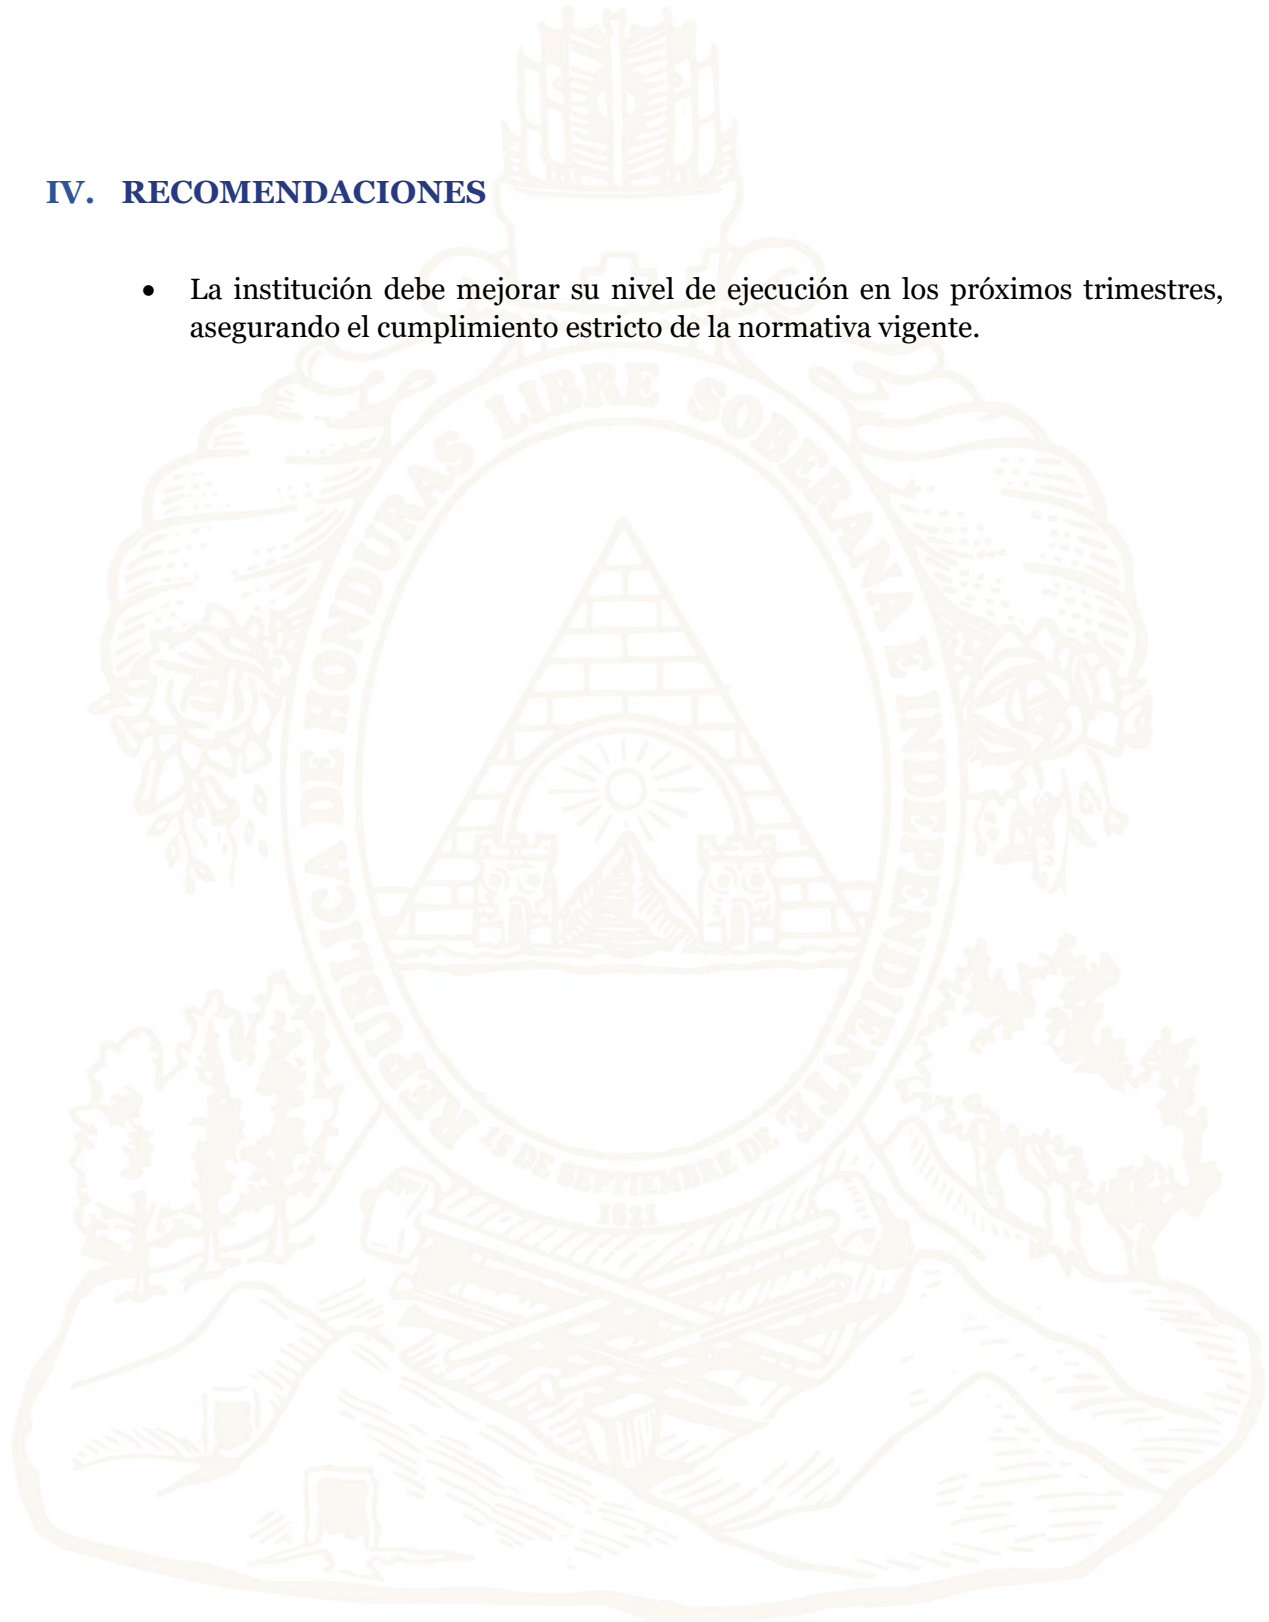 IV. RECOMENDACIONES
• La institución debe mejorar su nivel de ejecución en los próximos trimestres,
asegurando el cumplimiento estricto de la normativa vigente.
REPUBLICA DE HONDURAS LIBRE SOBERANA E INDEPENDIENTE
15 DE SEPTIEMBRE DE
1821